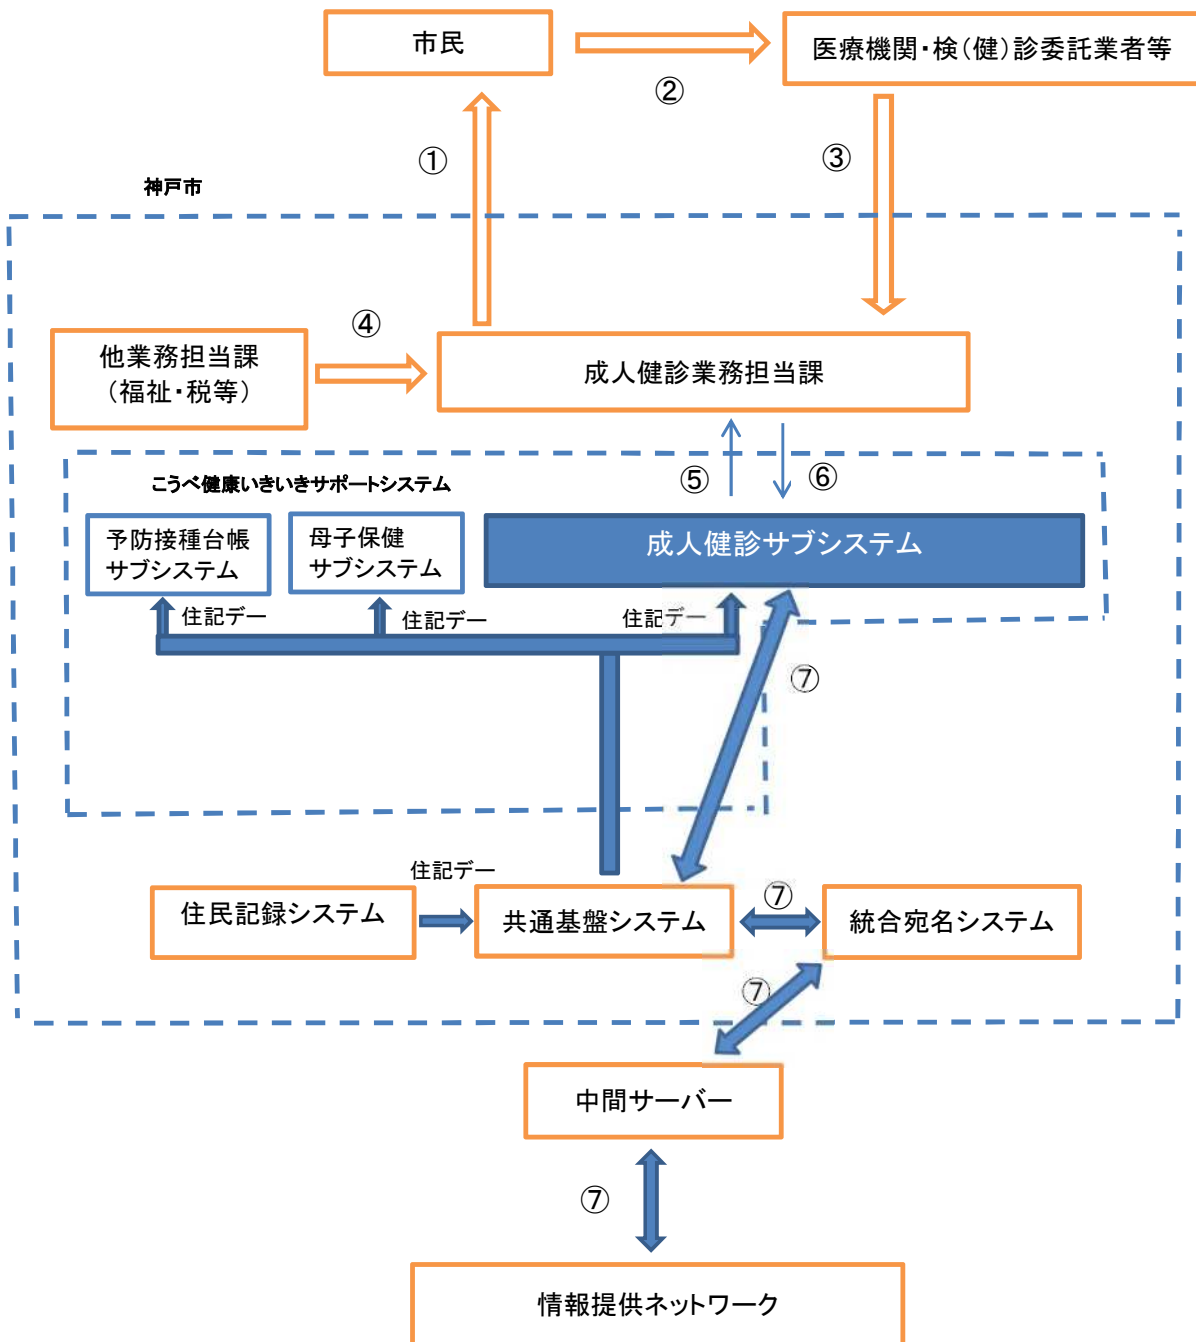 市民
医療機関・検（健）診委託業者等
②
①
③
神戸市
④
他業務担当課
（福祉・税等）
成人健診業務担当課
⑤
⑥
こうべ健康いきいきサポートシステム
予防接種台帳
サブシステム
母子保健
サブシステム
成人健診サブシステム
住記デー
住記デー
住記デー
⑦
住記デー
住民記録システム
共通基盤システム
⑦
統合宛名システム
⑦
中間サーバー
⑦
情報提供ネットワーク